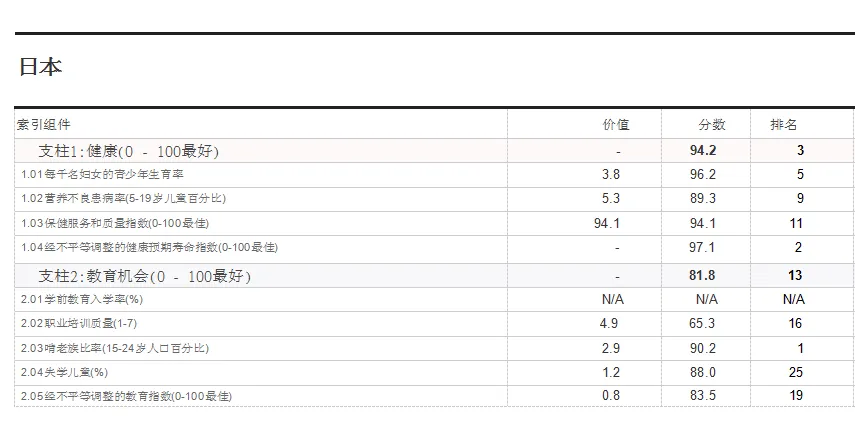 日本
索引组件 价值 分数 排名
支柱1:健康(0 - 100最好) - 94.2 3
1.01每千名妇女的青少年生育率 3.8 96.2 5
1.02营养不良患病率(5-19岁儿童百分比) 5.3 89.3 9
1.03保健服务和质量指数(0-100最佳) 94.1 94.1 11
1.04经不平等调整的健康预期寿命指数(0-100最佳) - 97.1 2
支柱2:教育机会(0 - 100最好) - 81.8 13
2.01学前教育入学率(%) N/A N/A N/A
2.02职业培训质量(1-7) 4.9 65.3 16
2.03啃老族比率(15-24岁人口百分比) 2.9 90.2 1
2.04失学儿童(%) 1.2 88.0 25
2.05经不平等调整的教育指数(0-100最佳) 0.8 83.5 19